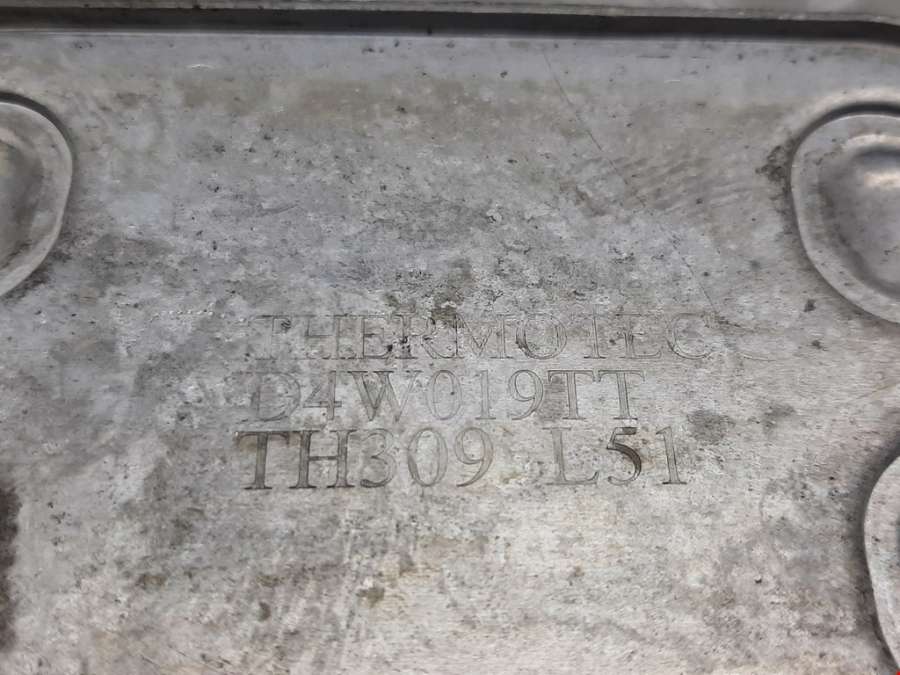 THERMOTEC
D4W019TT
TH309 L51